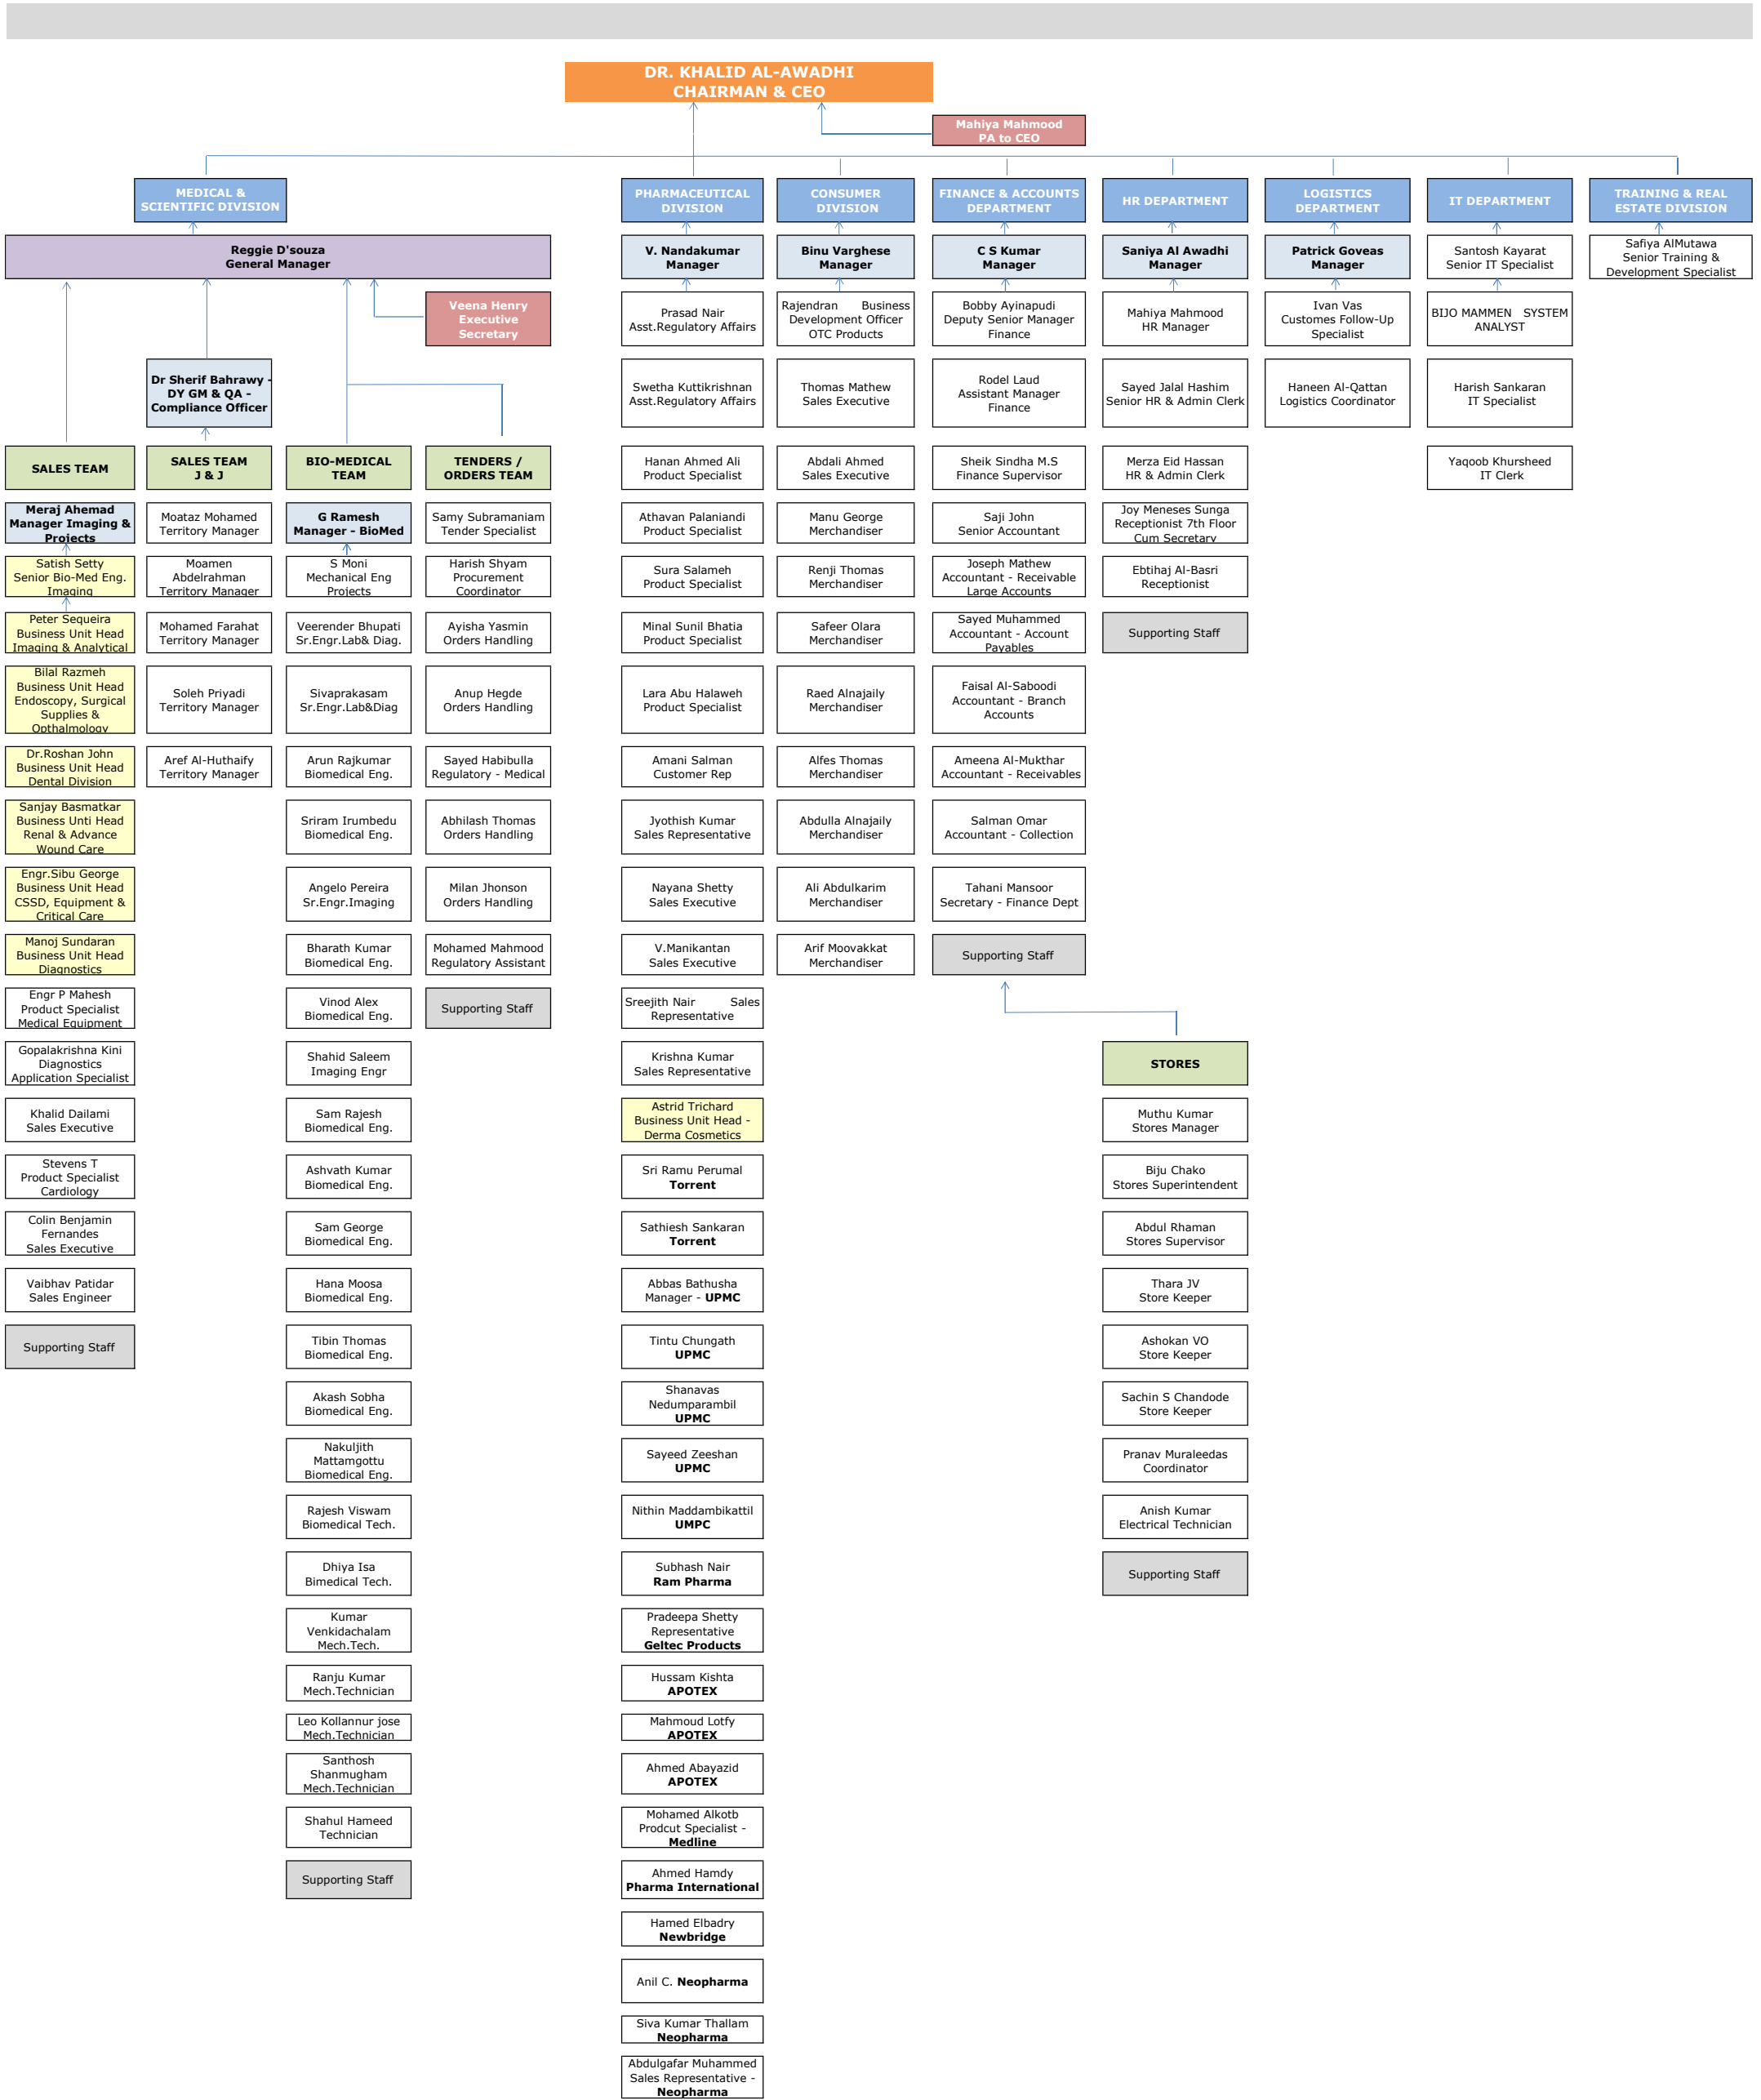 DR. KHALID AL-AWADHI
CHAIRMAN & CEO
Mahiya Mahmood
PA to CEO
MEDICAL &
SCIENTIFIC DIVISION
PHARMACEUTICAL
DIVISION
CONSUMER
DIVISION
FINANCE & ACCOUNTS
DEPARTMENT
HR DEPARTMENT
LOGISTICS
DEPARTMENT
IT DEPARTMENT
TRAINING & REAL
ESTATE DIVISION
Reggie D'souza
General Manager
V. Nandakumar
Manager
Binu Varghese
Manager
C S Kumar
Manager
Saniya Al Awadhi
Manager
Patrick Goveas
Manager
Santosh Kayarat
Senior IT Specialist
Safiya AlMutawa
Senior Training &
Development Specialist
Veena Henry
Executive
Secretary
Prasad Nair
Asst.Regulatory Affairs
Rajendran Business
Development Officer
OTC Products
Bobby Ayinapudi
Deputy Senior Manager
Finance
Mahiya Mahmood
HR Manager
Ivan Vas
Customes Follow-Up
Specialist
BIJO MAMMEN SYSTEM
ANALYST
Dr Sherif Bahrawy -
DY GM & QA -
Compliance Officer
Swetha Kuttikrishnan
Asst.Regulatory Affairs
Thomas Mathew
Sales Executive
Rodel Laud
Assistant Manager
Finance
Sayed Jalal Hashim
Senior HR & Admin Clerk
Haneen Al-Qattan
Logistics Coordinator
Harish Sankaran
IT Specialist
SALES TEAM
SALES TEAM
J & J
BIO-MEDICAL
TEAM
TENDERS /
ORDERS TEAM
Hanan Ahmed Ali
Product Specialist
Abdali Ahmed
Sales Executive
Sheik Sindha M.S
Finance Supervisor
Merza Eid Hassan
HR & Admin Clerk
Yaqoob Khursheed
IT Clerk
Meraj Ahemad
Manager Imaging &
Projects
Moataz Mohamed
Territory Manager
G Ramesh
Manager - BioMed
Samy Subramaniam
Tender Specialist
Athavan Palaniandi
Product Specialist
Manu George
Merchandiser
Saji John
Senior Accountant
Joy Meneses Sunga
Receptionist 7th Floor
Cum Secretary
Satish Setty
Senior Bio-Med Eng.
Imaging
Moamen
Abdelrahman
Territory Manager
S Moni
Mechanical Eng
Projects
Harish Shyam
Procurement
Coordinator
Sura Salameh
Product Specialist
Renji Thomas
Merchandiser
Joseph Mathew
Accountant - Receivable
Large Accounts
Ebtihaj Al-Basri
Receptionist
Peter Sequeira
Business Unit Head
Imaging & Analytical
Mohamed Farahat
Territory Manager
Veerender Bhupati
Sr.Engr.Lab& Diag.
Ayisha Yasmin
Orders Handling
Minal Sunil Bhatia
Product Specialist
Safeer Olara
Merchandiser
Sayed Muhammed
Accountant - Account
Payables
Supporting Staff
Bilal Razmeh
Business Unit Head
Endoscopy, Surgical
Supplies &
Opthalmology
Soleh Priyadi
Territory Manager
Sivaprakasam
Sr.Engr.Lab&Diag
Anup Hegde
Orders Handling
Lara Abu Halaweh
Product Specialist
Raed Alnajaily
Merchandiser
Faisal Al-Saboodi
Accountant - Branch
Accounts
Dr.Roshan John
Business Unit Head
Dental Division
Aref Al-Huthaify
Territory Manager
Arun Rajkumar
Biomedical Eng.
Sayed Habibulla
Regulatory - Medical
Amani Salman
Customer Rep
Alfes Thomas
Merchandiser
Ameena Al-Mukthar
Accountant - Receivables
Sanjay Basmatkar
Business Unti Head
Renal & Advance
Wound Care
Sriram Irumbedu
Biomedical Eng.
Abhilash Thomas
Orders Handling
Jyothish Kumar
Sales Representative
Abdulla Alnajaily
Merchandiser
Salman Omar
Accountant - Collection
Engr.Sibu George
Business Unit Head
CSSD, Equipment &
Critical Care
Angelo Pereira
Sr.Engr.Imaging
Milan Jhonson
Orders Handling
Nayana Shetty
Sales Executive
Ali Abdulkarim
Merchandiser
Tahani Mansoor
Secretary - Finance Dept
Manoj Sundaran
Business Unit Head
Diagnostics
Bharath Kumar
Biomedical Eng.
Mohamed Mahmood
Regulatory Assistant
V.Manikantan
Sales Executive
Arif Moovakkat
Merchandiser
Supporting Staff
Engr P Mahesh
Product Specialist
Medical Equipment
Vinod Alex
Biomedical Eng.
Supporting Staff
Sreejith Nair Sales
Representative
Gopalakrishna Kini
Diagnostics
Application Specialist
Shahid Saleem
Imaging Engr
Krishna Kumar
Sales Representative
STORES
Khalid Dailami
Sales Executive
Sam Rajesh
Biomedical Eng.
Astrid Trichard
Business Unit Head -
Derma Cosmetics
Muthu Kumar
Stores Manager
Stevens T
Product Specialist
Cardiology
Ashvath Kumar
Biomedical Eng.
Sri Ramu Perumal
Torrent
Biju Chako
Stores Superintendent
Colin Benjamin
Fernandes
Sales Executive
Sam George
Biomedical Eng.
Sathiesh Sankaran
Torrent
Abdul Rhaman
Stores Supervisor
Vaibhav Patidar
Sales Engineer
Hana Moosa
Biomedical Eng.
Abbas Bathusha
Manager - UPMC
Thara JV
Store Keeper
Supporting Staff
Tibin Thomas
Biomedical Eng.
Tintu Chungath
UPMC
Ashokan VO
Store Keeper
Akash Sobha
Biomedical Eng.
Shanavas
Nedumparambil
UPMC
Sachin S Chandode
Store Keeper
Nakuljith
Mattamgottu
Biomedical Eng.
Sayeed Zeeshan
UPMC
Pranav Muraleedas
Coordinator
Rajesh Viswam
Biomedical Tech.
Nithin Maddambikattil
UMPC
Anish Kumar
Electrical Technician
Dhiya Isa
Bimedical Tech.
Subhash Nair
Ram Pharma
Supporting Staff
Kumar
Venkidachalam
Mech.Tech.
Pradeepa Shetty
Representative
Geltec Products
Ranju Kumar
Mech.Technician
Hussam Kishta
APOTEX
Leo Kollannur jose
Mech.Technician
Mahmoud Lotfy
APOTEX
Santhosh
Shanmugham
Mech.Technician
Ahmed Abayazid
APOTEX
Shahul Hameed
Technician
Mohamed Alkotb
Prodcut Specialist -
Medline
Supporting Staff
Ahmed Hamdy
Pharma International
Hamed Elbadry
Newbridge
Anil C. Neopharma
Siva Kumar Thallam
Neopharma
Abdulgafar Muhammed
Sales Representative -
Neopharma